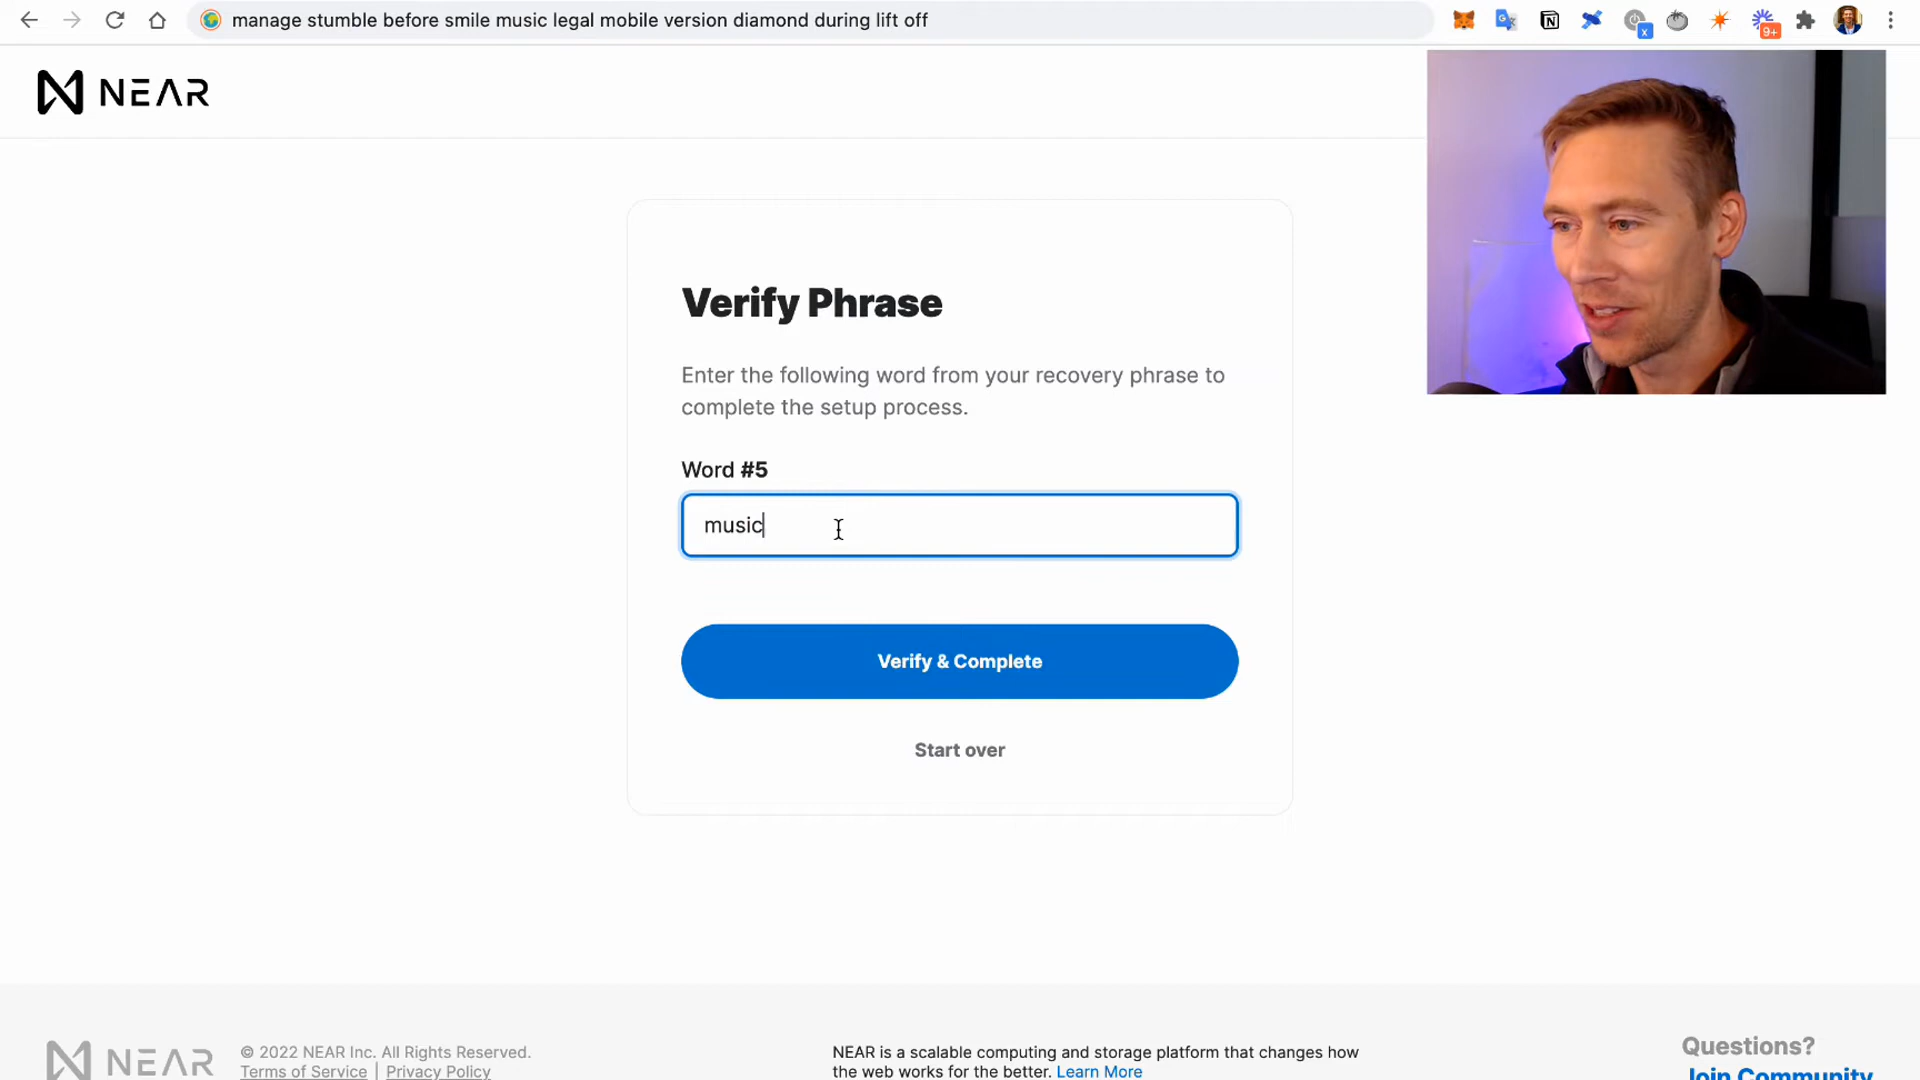 manage stumble before smile music legal mobile version diamond during lift off
9+
NEAR
Verify Phrase
Enter the following word from your recovery phrase to
complete the setup process.
Word #5
music
Verify & Complete
Start over
NEAR
© 2022 NEAR Inc. All Rights Reserved.
Terms of Service | Privacy Policy
NEAR is a scalable computing and storage platform that changes how
the web works for the better. Learn More
Questions?
Join Community